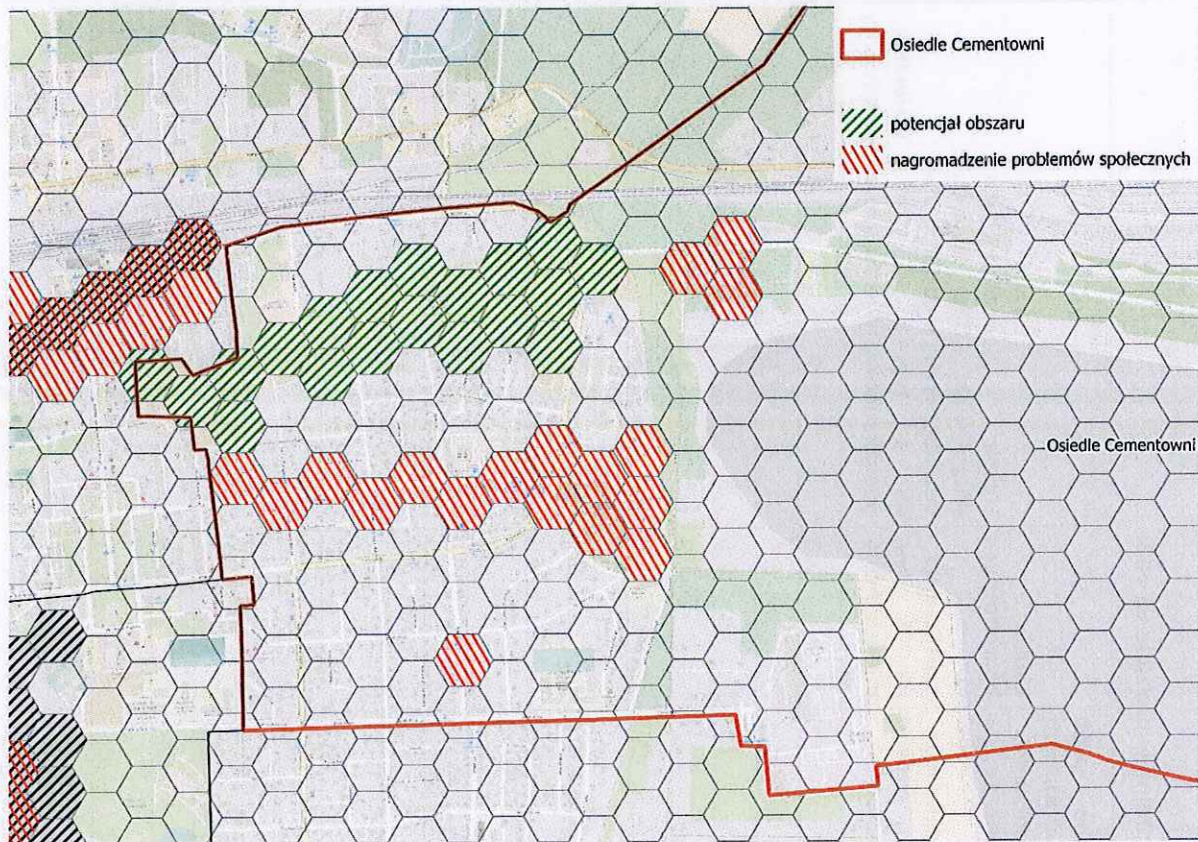 Osiedle Cementowni
potencjał obszaru
nagromadzenie problemów społecznych
Osiedle Cementowni